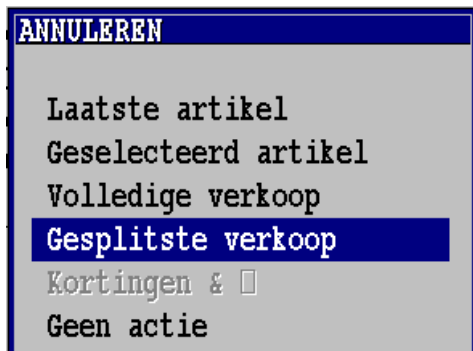 ANNULEREN
Laatste artikel
Geselecteerd artikel
Volledige verkoop
Gesplitste verkoop
Kortingen & 
Geen actie